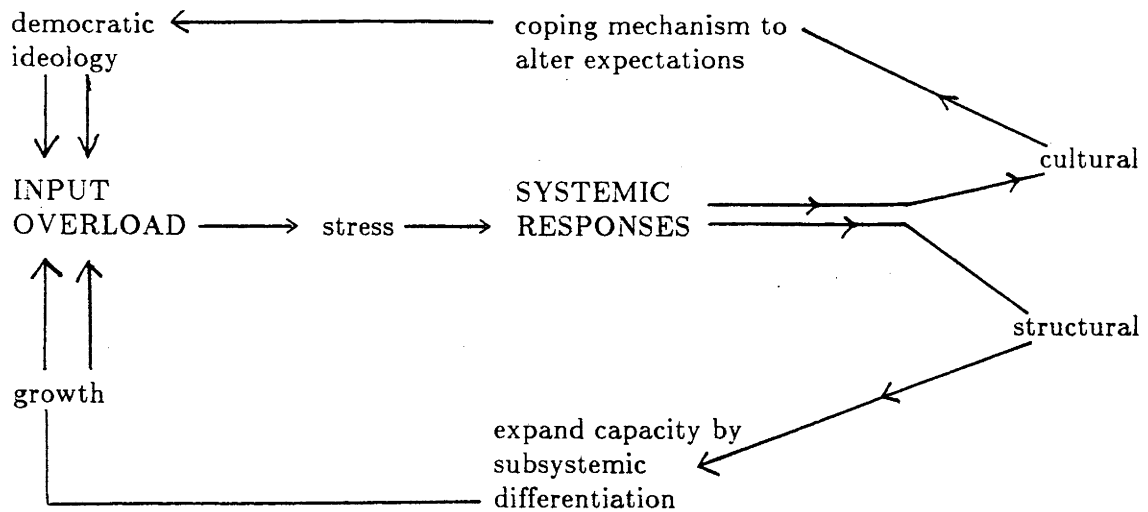 democratic
ideology
coping mechanism to
alter expectations
cultural
INPUT
OVERLOAD
stress
SYSTEMIC
RESPONSES
structural
growth
expand capacity by
subsystemic
differentiation